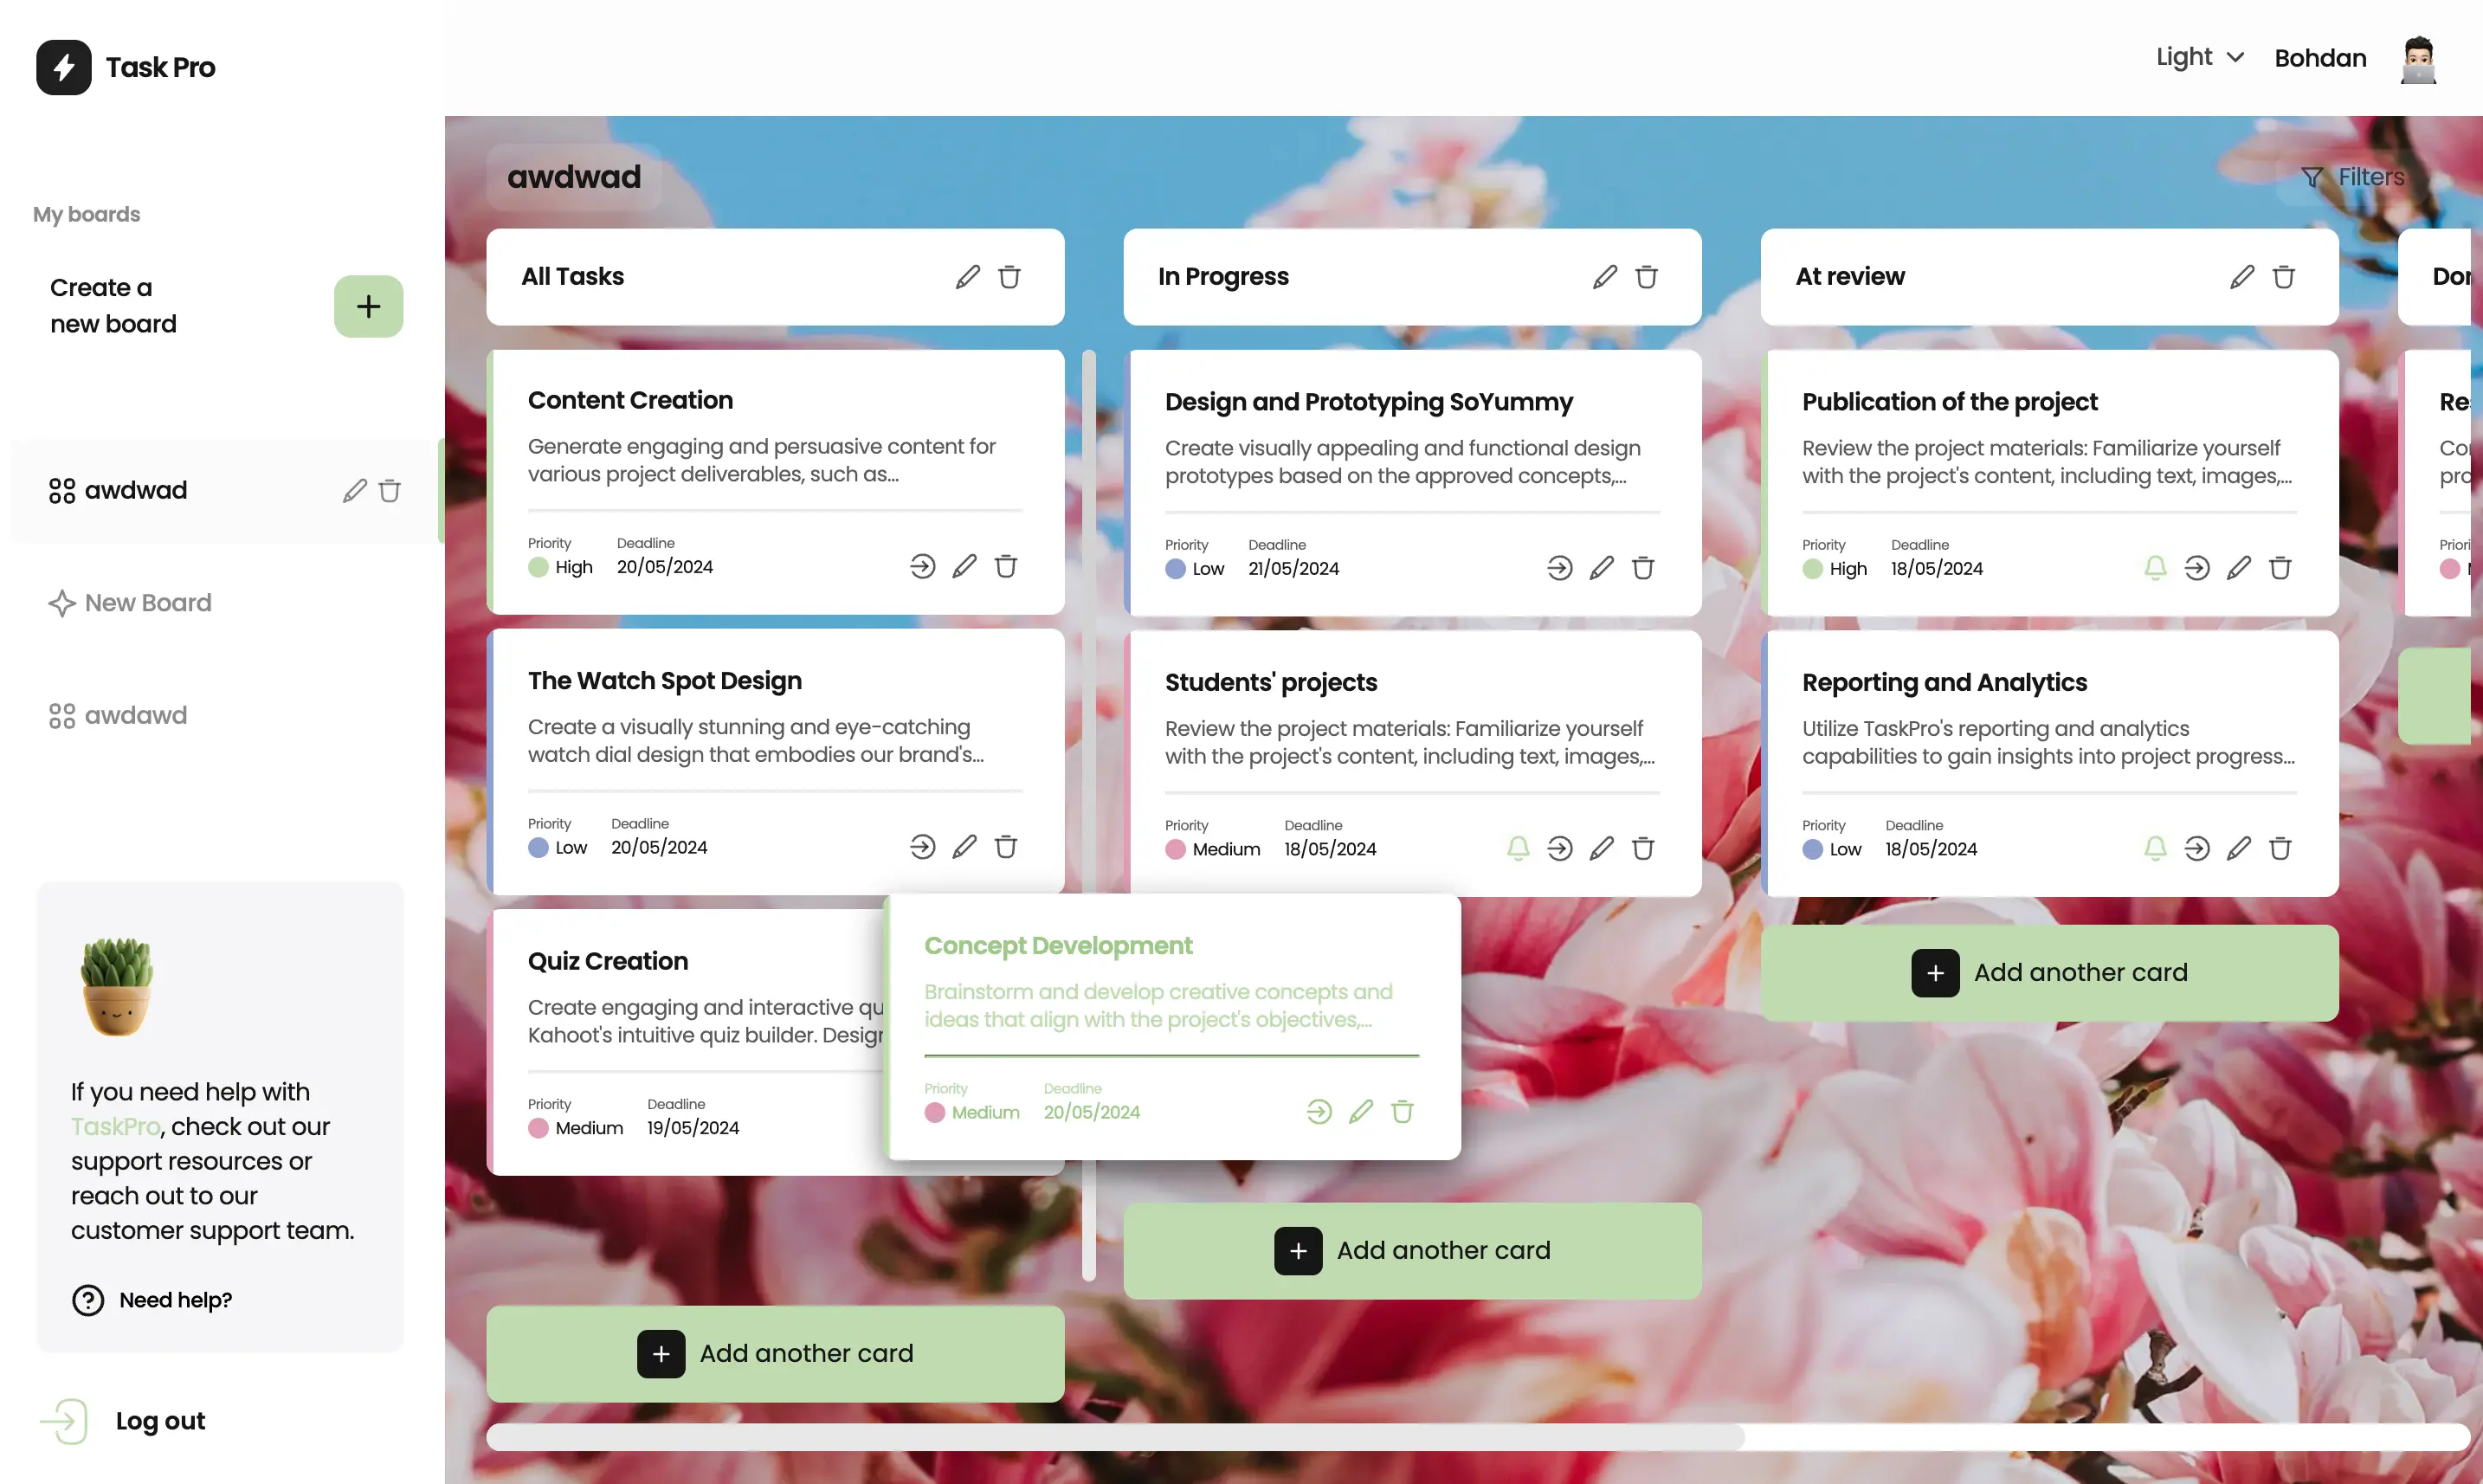 Task Pro
Light
Bohdan
My boards
Create a
new board
awdwad
New Board
awdawd
If you need help with
TaskPro, check out our
support resources or
reach out to our
customer support team.
Need help?
Log out
awdwad
Filters
All Tasks
Content Creation
Generate engaging and persuasive content for
various project deliverables, such as...
Priority
High
Deadline
20/05/2024
The Watch Spot Design
Create a visually stunning and eye-catching
watch dial design that embodies our brand's...
Priority
Low
Deadline
20/05/2024
Quiz Creation
Create engaging and interactive
Kahoot's intuitive quiz builder.
Priority
Medium
Deadline
19/05/2024
Add another card
Concept Development
Brainstorm and develop creative concepts and
ideas that align with the project's objectives,...
Priority
Medium
Deadline
20/05/2024
In Progress
Design and Prototyping SoYummy
Create visually appealing and functional design
prototypes based on the approved concepts,...
Priority
Low
Deadline
21/05/2024
Students' projects
Review the project materials: Familiarize yourself
with the project's content, including text, images,...
Priority
Medium
Deadline
18/05/2024
Add another card
At review
Publication of the project
Review the project materials: Familiarize yourself
with the project's content, including text, images,...
Priority
High
Deadline
18/05/2024
Reporting and Analytics
Utilize TaskPro's reporting and analytics
capabilities to gain insights into project progress...
Priority
Low
Deadline
18/05/2024
Add another card